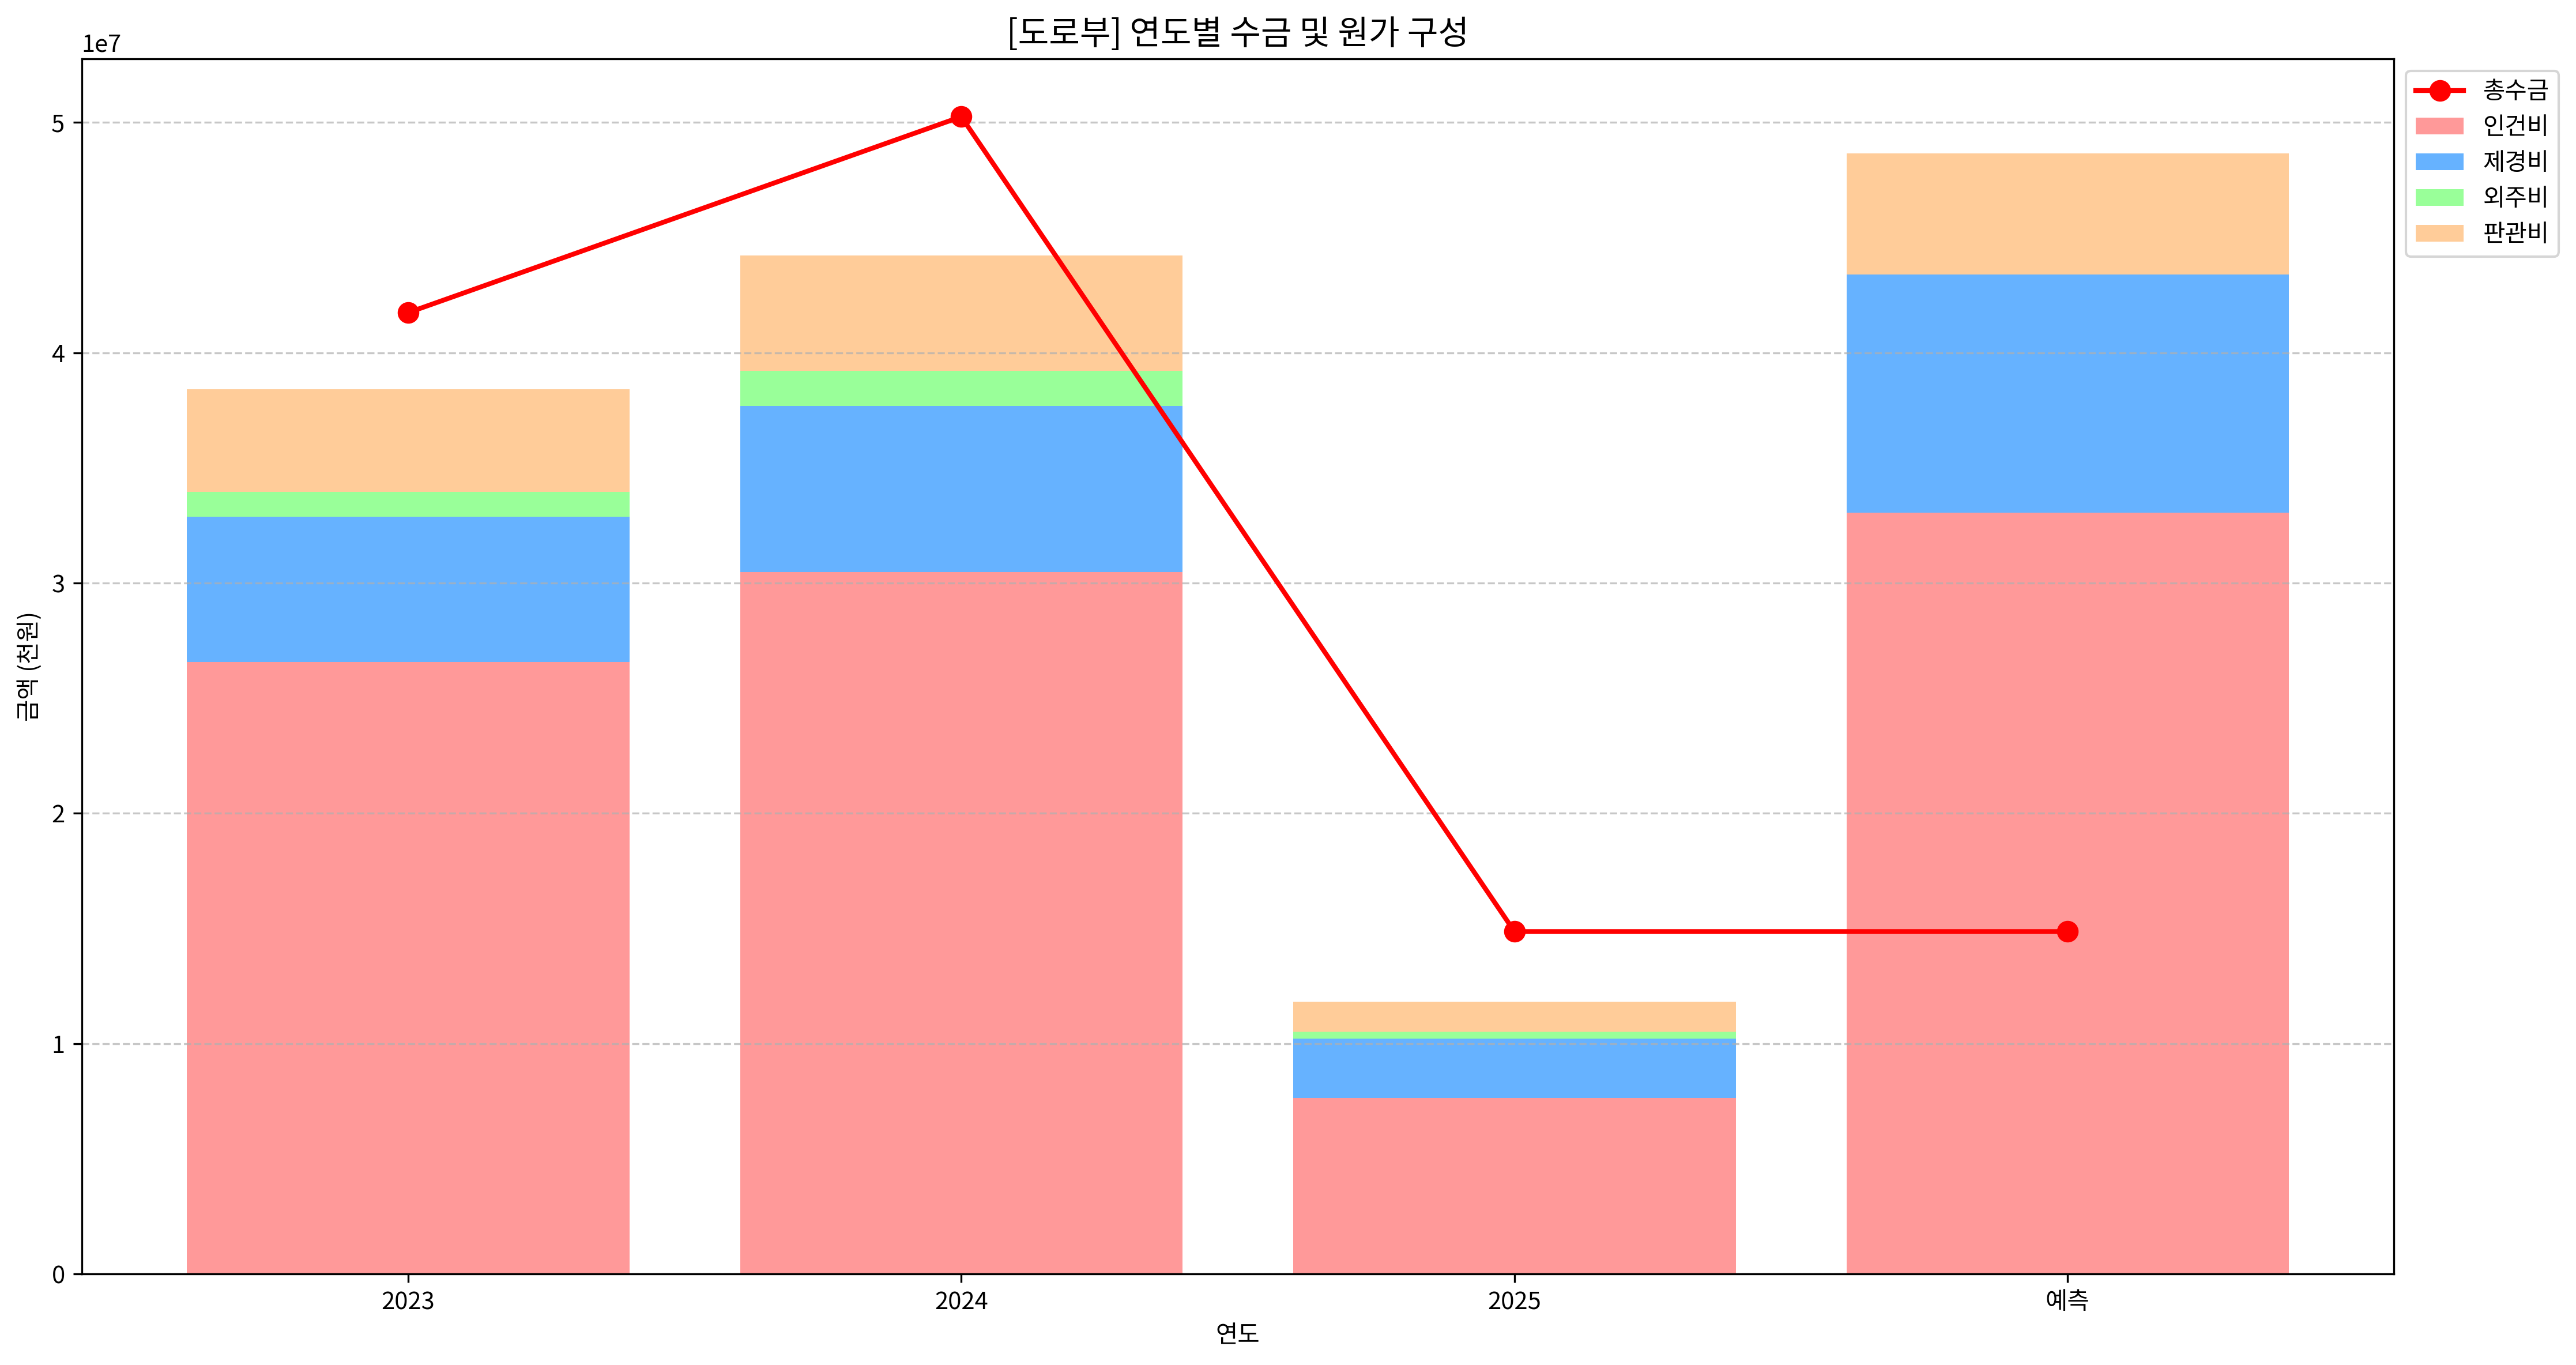 [도로부] 연도별 수금 및 원가 구성
1e7
5
4
3
2
1
0
금액 (천원)
2023
2024
2025
예측
연도
총수금
인건비
제경비
외주비
판관비